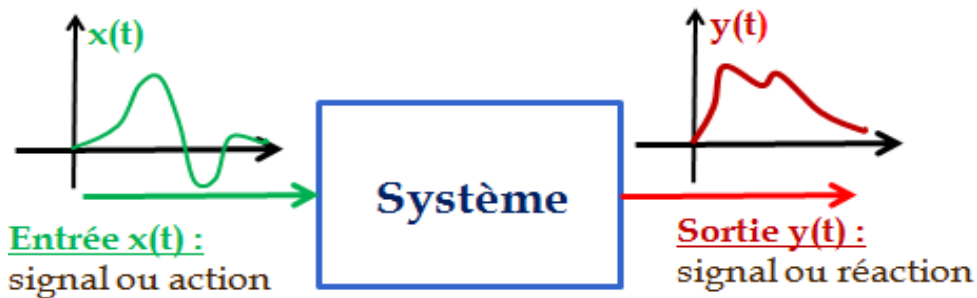 x(t)
y(t)
Système
Entrée x(t) :
signal ou action
Sortie y(t) :
signal ou réaction